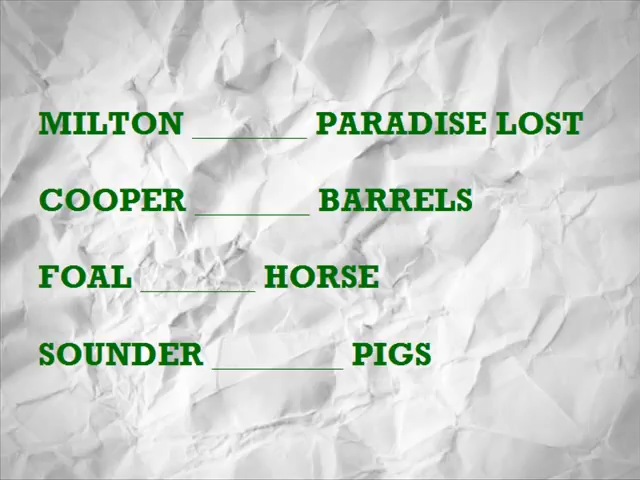 MILTON _______ PARADISE LOST
COOPER _______ BARRELS
FOAL _______ HORSE
SOUNDER ________ PIGS